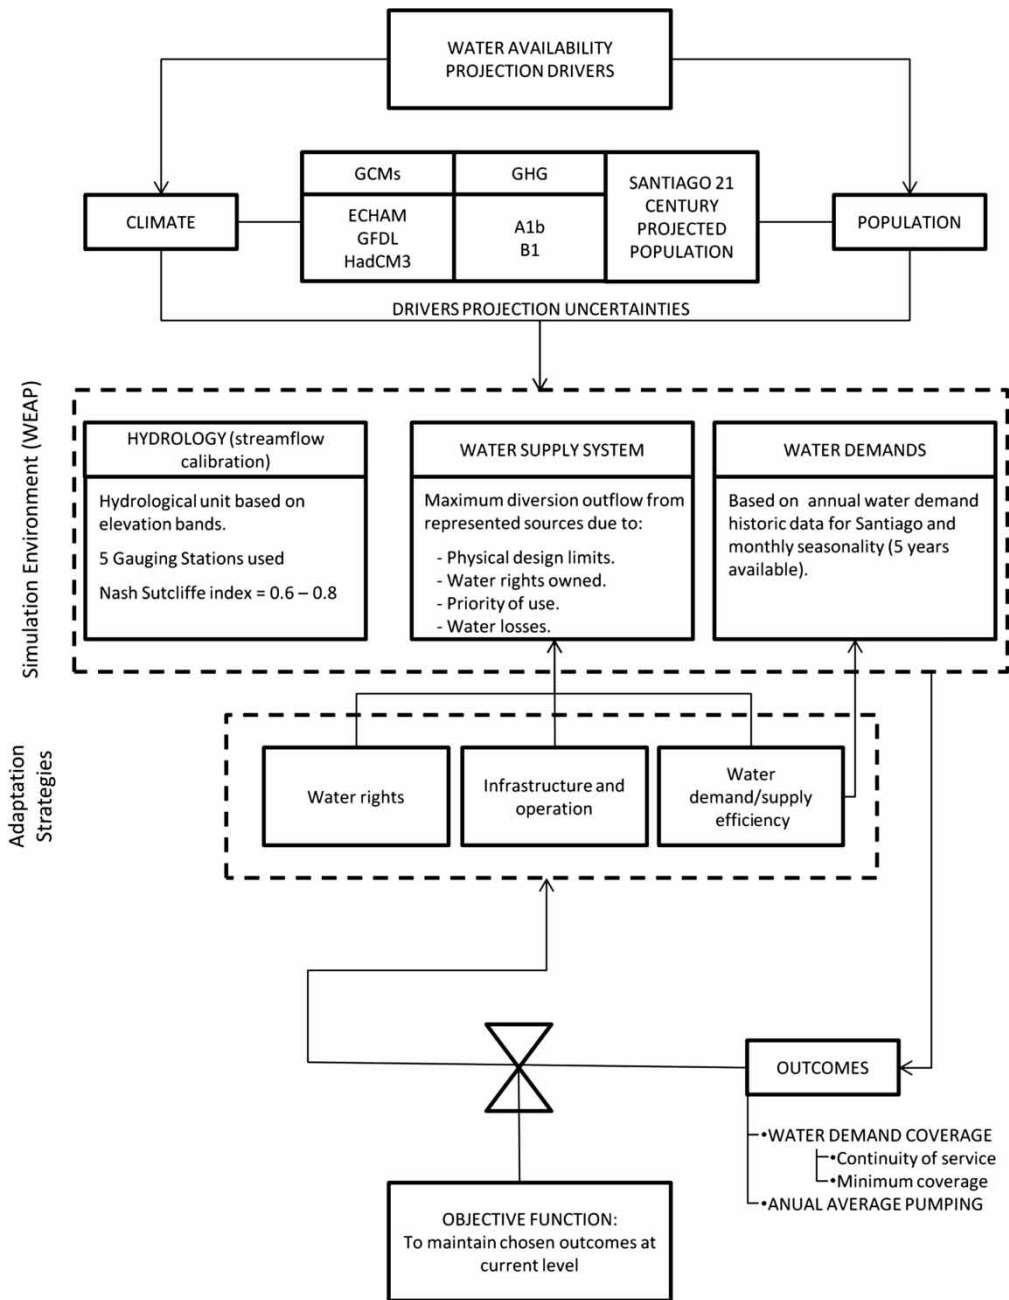 WATER AVAILABILITY
PROJECTION DRIVERS
CLIMATE
GCMs
ECHAM
GFDL
HadCM3
GHG
A1b
B1
SANTIAGO 21
CENTURY
PROJECTED
POPULATION
POPULATION
DRIVERS PROJECTION UNCERTAINTIES
Simulation Environment (WEAP)
HYDROLOGY (streamflow
calibration)
Hydrological unit based on
elevation bands.
5 Gauging Stations used
Nash Sutcliffe index = 0.6 – 0.8
WATER SUPPLY SYSTEM
Maximum diversion outflow from
represented sources due to:
- Physical design limits.
- Water rights owned.
- Priority of use.
- Water losses.
WATER DEMANDS
Based on annual water demand
historic data for Santiago and
monthly seasonality (5 years
available).
Adaptation
Strategies
Water rights
Infrastructure and
operation
Water
demand/supply
efficiency
OUTCOMES
•WATER DEMAND COVERAGE
•Continuity of service
•Minimum coverage
•ANUAL AVERAGE PUMPING
OBJECTIVE FUNCTION:
To maintain chosen outcomes at
current level